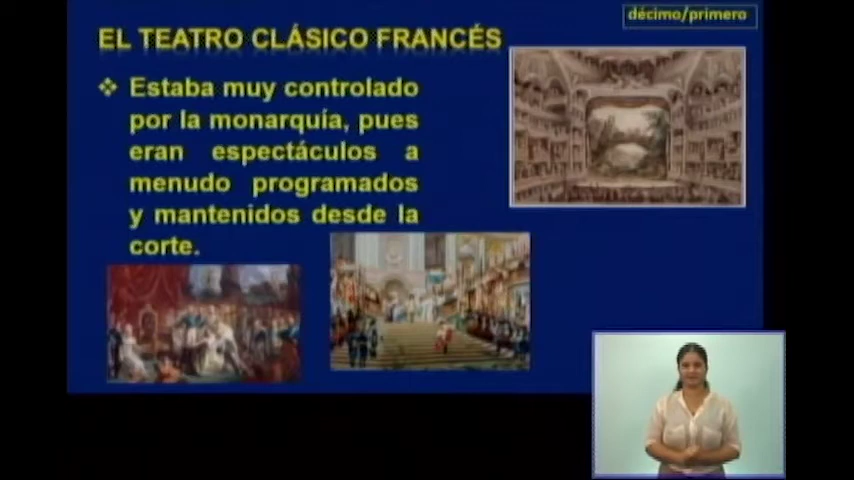 décimo/primero
EL TEATRO CLÁSICO FRANCÉS
Estaba muy controlado
por la monarquía, pues
eran espectáculos a
menudo programados
y mantenidos desde la
corte.